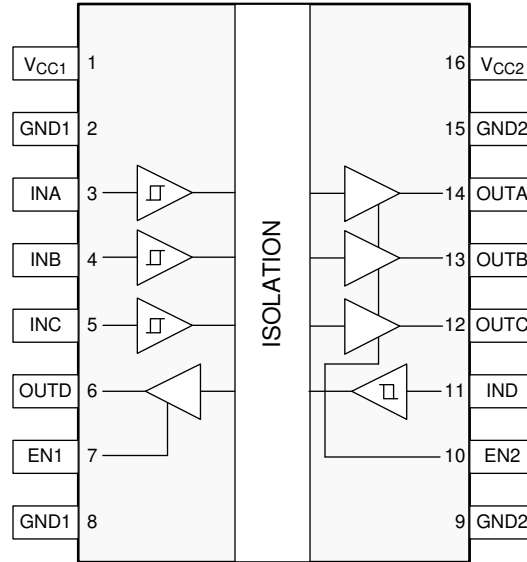 VCC1 1 16 VCC2
GND1 2 15 GND2
INA 3 14 OUTA
INB 4 13 OUTB
INC 5 12 OUTC
OUTD 6 11 IND
EN1 7 10 EN2
GND1 8 9 GND2
ISOLATION